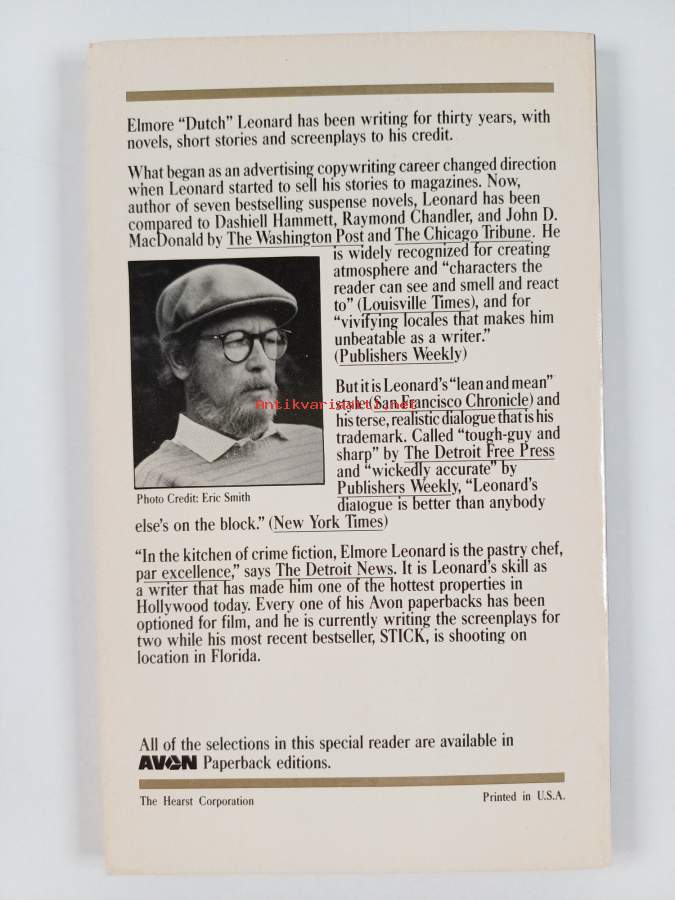 Elmore “Dutch” Leonard has been writing for thirty years, with
novels, short stories and screenplays to his credit.
What began as an advertising copywriting career changed direction
when Leonard started to sell his stories to magazines. Now,
author of seven bestselling suspense novels, Leonard has been
compared to Dashiell Hammett, Raymond Chandler, and John D.
MacDonald by The Washington Post and The Chicago Tribune. He
is widely recognized for creating
atmosphere and “characters the
reader can see and smell and react
to” (Louisville Times), and for
“vivifying locales that makes him
unbeatable as a writer.”
(Publishers Weekly)
But it is Leonard’s “lean and mean”
style (San Francisco Chronicle) and
his terse, realistic dialogue that is his
trademark. Called “tough-guy and
sharp” by The Detroit Free Press
and “wickedly accurate” by
Publishers Weekly, “Leonard’s
dialogue is better than anybody
else’s on the block.” (New York Times)
Antikvariaatti.net
Photo Credit: Eric Smith
“In the kitchen of crime fiction, Elmore Leonard is the pastry chef,
par excellence,” says The Detroit News. It is Leonard’s skill as
a writer that has made him one of the hottest properties in
Hollywood today. Every one of his Avon paperbacks has been
optioned for film, and he is currently writing the screenplays for
two while his most recent bestseller, STICK, is shooting on
location in Florida.
All of the selections in this special reader are available in
AVON Paperback editions.
The Hearst Corporation
Printed in U.S.A.